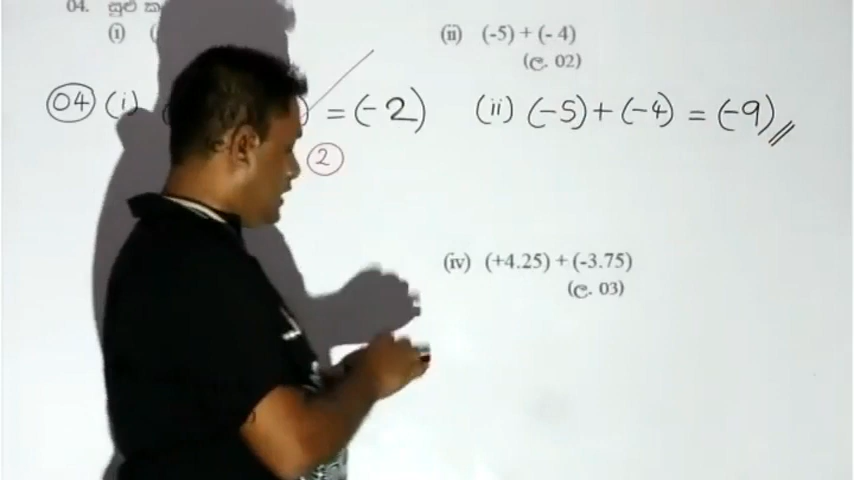 04. සුළු
(i) (ii) (-5) + (- 4)
(ල. 02)
04 (i) = (-2) (ii) (-5) + (-4) = (-9)
2
(iv) (+4.25) + (-3.75)
(ල. 03)